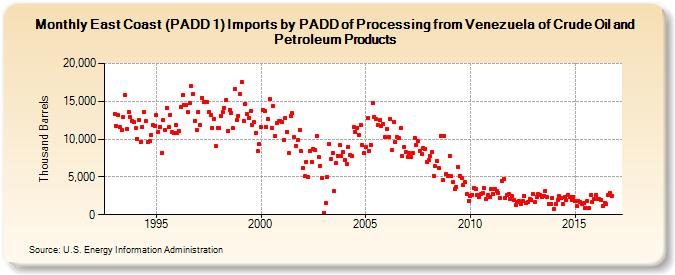 Monthly East Coast (PADD 1) Imports by PADD of Processing from Venezuela of Crude Oil and
Petroleum Products
Thousand Barrels
20,000
15,000
10,000
5,000
0
1995
2000
2005
2010
2015
Source: U.S. Energy Information Administration